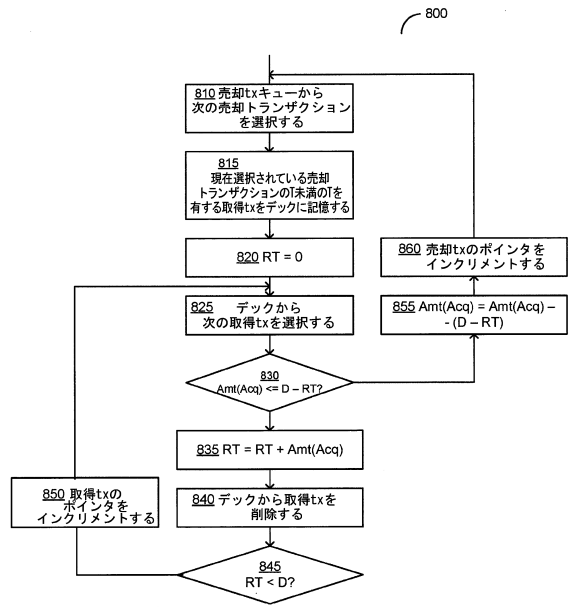 800
810 売却txキューから
次の売却トランザクション
を選択する
815
現在選択されている売却
トランザクションのT未満のTを
有する取得txをデックに記憶する
820 RT = 0
825 デックから
次の取得txを選択する
830
Amt(Acq) <= D – RT?
835 RT = RT + Amt(Acq)
840 デックから取得txを
削除する
845
RT < D?
850 取得txの
ポインタを
インクリメントする
860 売却txのポインタを
インクリメントする
855 Amt(Acq) = Amt(Acq) –
- (D – RT)